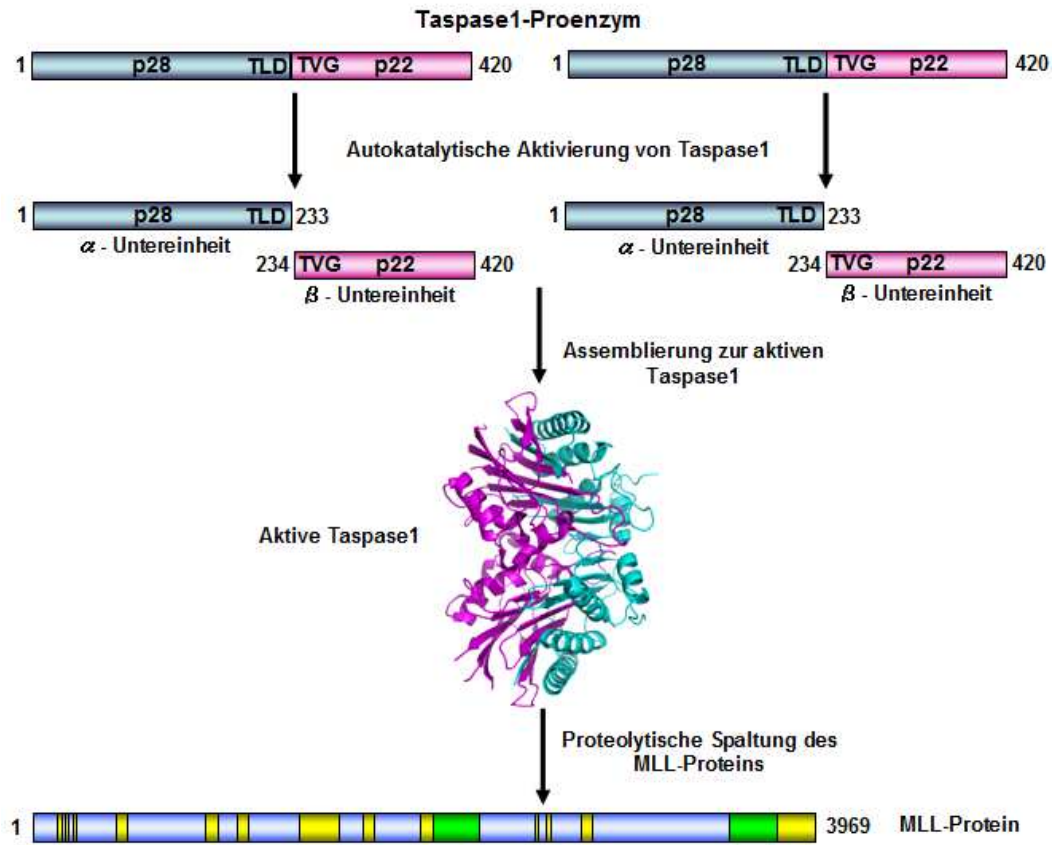 Taspase1-Proenzym
1 p28 TLD TVG p22 420 p28 TLD TVG p22 420
Autokatalytische Aktivierung von Taspase1
1 p28 TLD 233 1 p28 TLD 233
α - Untereinheit α - Untereinheit
234 TVG p22 420 234 TVG p22 420
β - Untereinheit β - Untereinheit
Assemblierung zur aktiven
Taspase1
Aktive Taspase1
Proteolytische Spaltung des
MLL-Proteins
1 3969 MLL-Protein